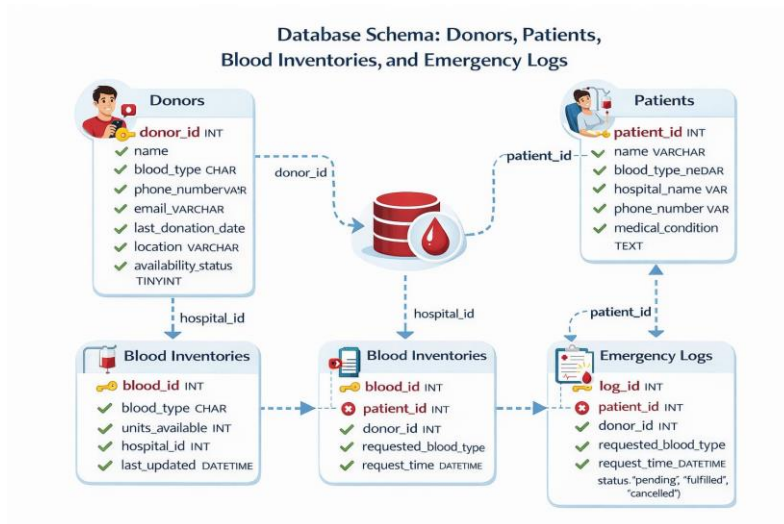 Database Schema: Donors, Patients,
Blood Inventories, and Emergency Logs
Donors
donor_id INT
name
blood_type CHAR
phone_numberVA'R
email_VARCHAR
last_donation_date
location VARCHAR
availability_status
TINYINT
donor_id
patient_id
Patients
patient_id INT
name VARCHAR
blood_type_neDAR
hospital_name VAR
phone_number VAR
medical_condition
TEXT
hospital_id
hospital_id
patient_id
Blood Inventories
blood_id INT
blood_type CHAR
units_available INT
hospital_id INT
last_updated DATETIME
Blood Inventories
blood_id INT
patient_id INT
donor_id INT
requested_blood_type
request_time DATETIME
Emergency Logs
log_id INT
patient_id INT
donor_id INT
requested_blood_type
request_time_DATETIME
status. "pending", "fulfilled",
"cancelled")